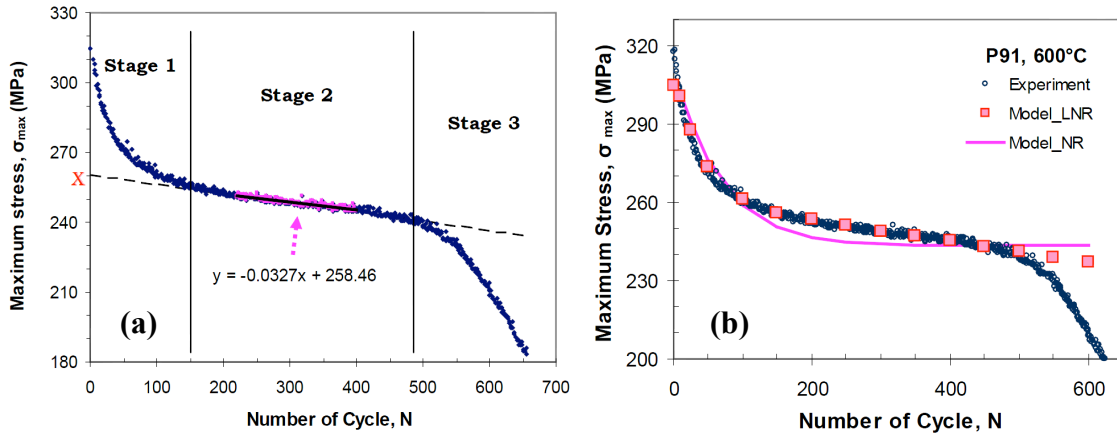 Maximum stress, σmax (MPa)
330
300
270
240
210
180
X
Stage 1
Stage 2
Stage 3
y = -0.0327x + 258.46
(a)
0
100
200
300
400
500
600
700
Number of Cycle, N
Maximum Stress, σ max (MPa)
320
290
260
230
200
P91, 600°C
Experiment
Model_LNR
Model_NR
(b)
0
200
400
600
Number of Cycle, N